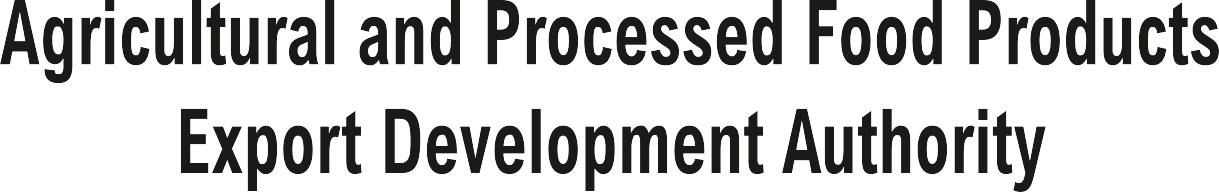 Agricultural and Processed Food Products
Export Development Authority